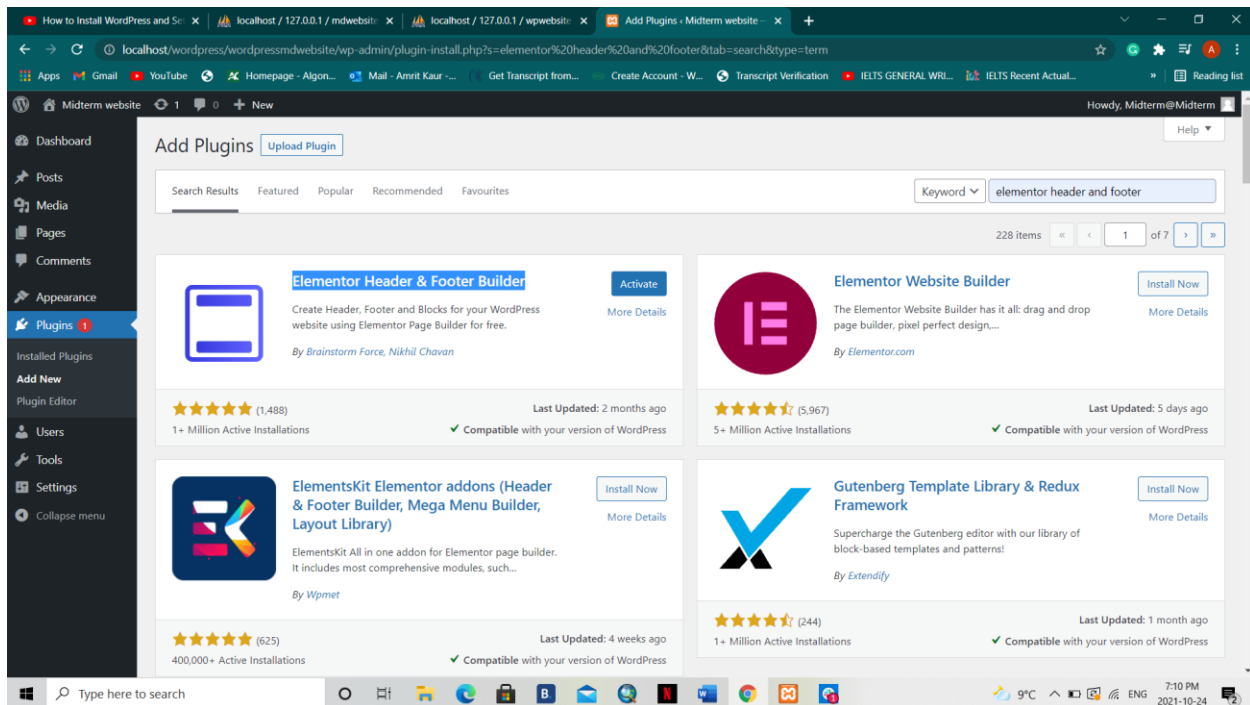 How to Install WordPress and Se
localhost / 127.0.0.1 / mdwebsite
localhost / 127.0.0.1 / wpwebsite
Add Plugins ‹ Midterm website –
localhost/wordpress/wordpressmdwebsite/wp-admin/plugin-install.php?s=elementor%20header%20and%20footer&tab=search&type=term
Apps Gmail YouTube Homepage - Algon... Mail - Amrit Kaur -... Get Transcript from... Create Account - W... Transcript Verification IELTS GENERAL WRI... IELTS Recent Actual... » Reading list
Midterm website 1 0 + New Howdy, Midterm@Midterm
Help ▼
Dashboard
Posts
Media
Pages
Comments
Appearance
Plugins 1
Installed Plugins
Add New
Plugin Editor
Users
Tools
Settings
Collapse menu
Add Plugins Upload Plugin
Search Results Featured Popular Recommended Favourites Keyword elementor header and footer
228 items « ‹ 1 of 7 › »
Elementor Header & Footer Builder
Activate
More Details
Create Header, Footer and Blocks for your WordPress
website using Elementor Page Builder for free.
By Brainstorm Force, Nikhil Chavan
(1,488)
Last Updated: 2 months ago
1+ Million Active Installations
Compatible with your version of WordPress
Elementor Website Builder
Install Now
More Details
The Elementor Website Builder has it all: drag and drop
page builder, pixel perfect design,...
By Elementor.com
(5,967)
Last Updated: 5 days ago
5+ Million Active Installations
Compatible with your version of WordPress
ElementsKit Elementor addons (Header
& Footer Builder, Mega Menu Builder,
Layout Library)
Install Now
More Details
ElementsKit All in one addon for Elementor page builder.
It includes most comprehensive modules, such...
By Wpmet
(625)
Last Updated: 4 weeks ago
400,000+ Active Installations
Compatible with your version of WordPress
Gutenberg Template Library & Redux
Framework
Install Now
More Details
Supercharge the Gutenberg editor with our library of
block-based templates and patterns!
By Extendify
(244)
Last Updated: 1 month ago
1+ Million Active Installations
Compatible with your version of WordPress
Type here to search
9°C
ENG
7:10 PM
2021-10-24
2